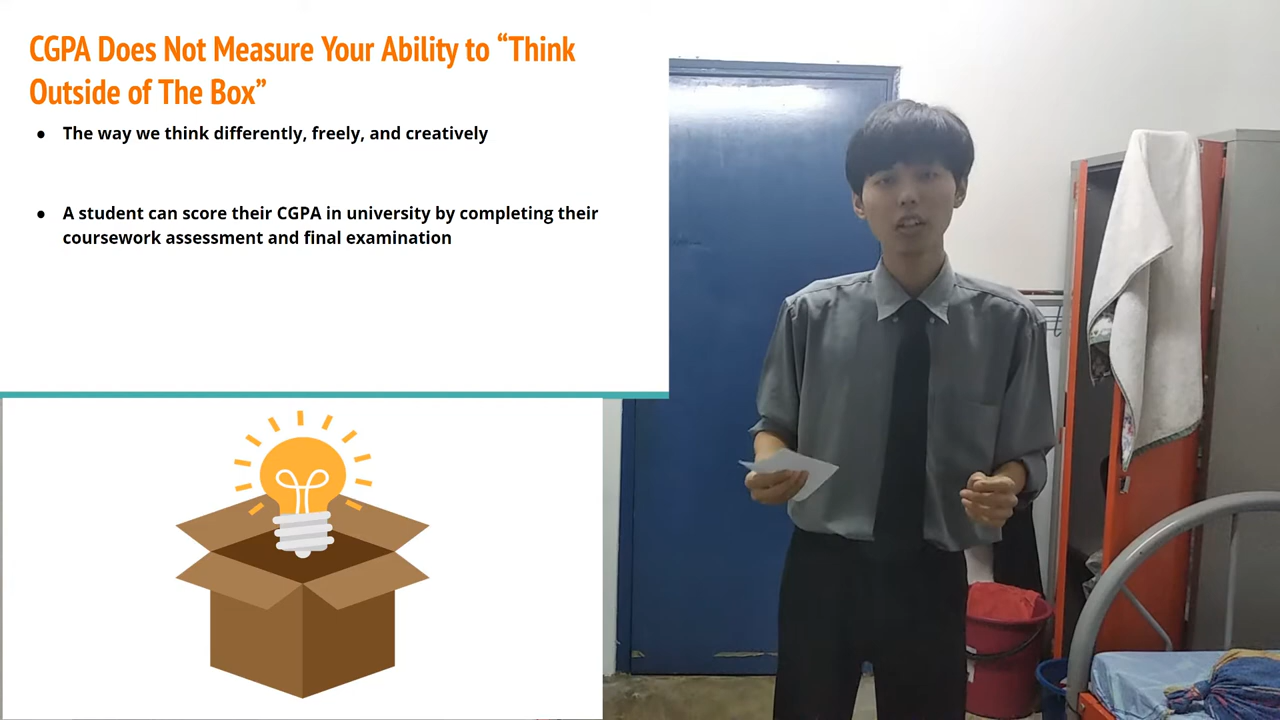 CGPA Does Not Measure Your Ability to “Think
Outside of The Box”
● The way we think differently, freely, and creatively
● A student can score their CGPA in university by completing their
coursework assessment and final examination